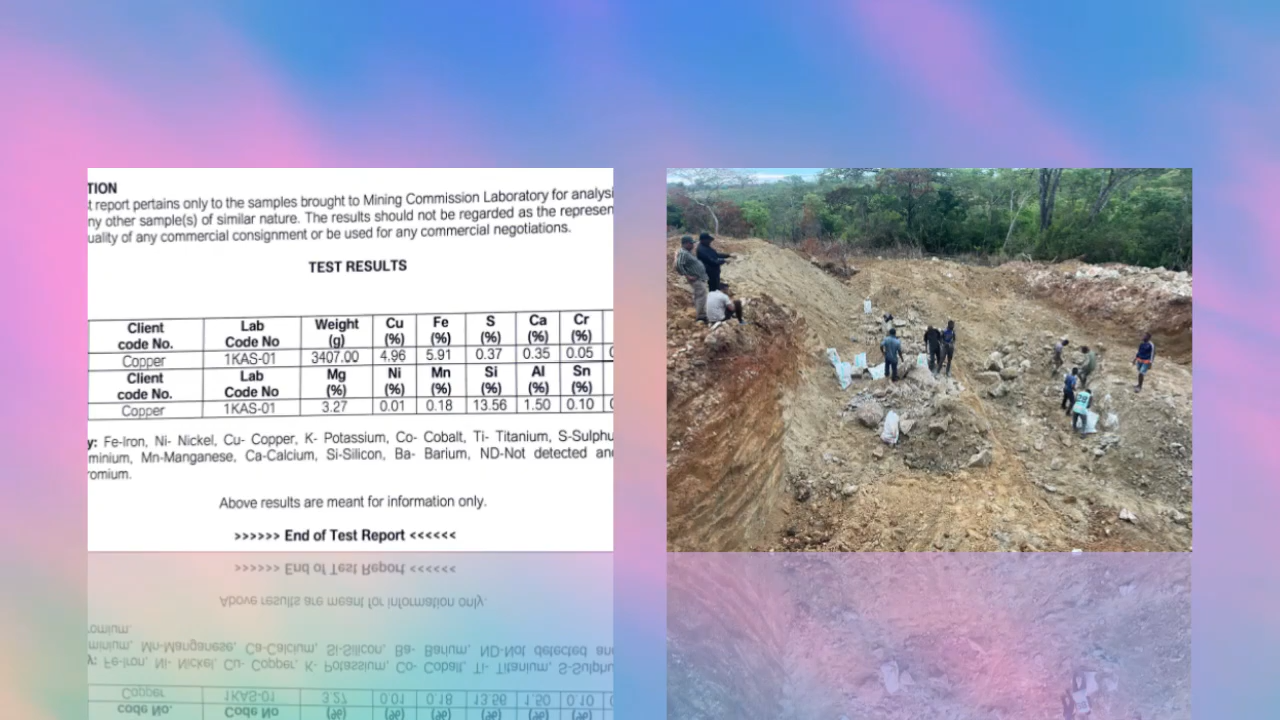 TION
t report pertains only to the samples brought to Mining Commission Laboratory for analysi
ny other sample(s) of similar nature. The results should not be regarded as the represen
uality of any commercial consignment or be used for any commercial negotiations.
TEST RESULTS
Client code No. Lab Code No Weight (g) Cu (%) Fe (%) S (%) Ca (%) Cr (%)
Copper 1KAS-01 3407.00 4.96 5.91 0.37 0.35 0.05
Client code No. Lab Code No Mg (%) Ni (%) Mn (%) Si (%) Al (%) Sn (%)
Copper 1KAS-01 3.27 0.01 0.18 13.56 1.50 0.10
y: Fe-Iron, Ni- Nickel, Cu- Copper, K- Potassium, Co- Cobalt, Ti- Titanium, S-Sulphu
minium, Mn-Manganese, Ca-Calcium, Si-Silicon, Ba- Barium, ND-Not detected and
romium.
Above results are meant for information only.
>>>>>> End of Test Report <<<<<<